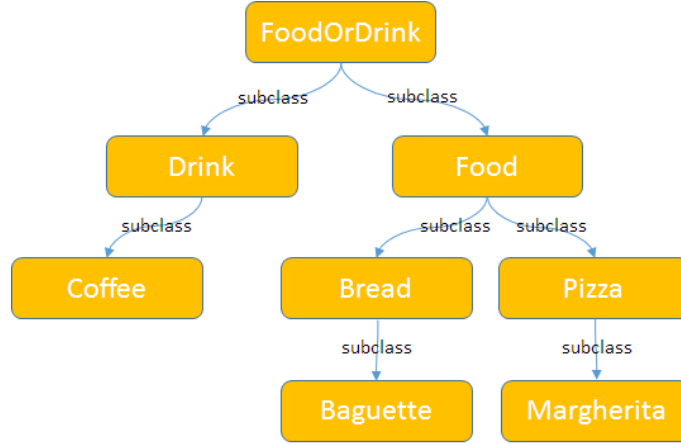 FoodOrDrink
subclass
subclass
Drink
Food
subclass
subclass
subclass
Coffee
Bread
Pizza
subclass
subclass
Baguette
Margherita